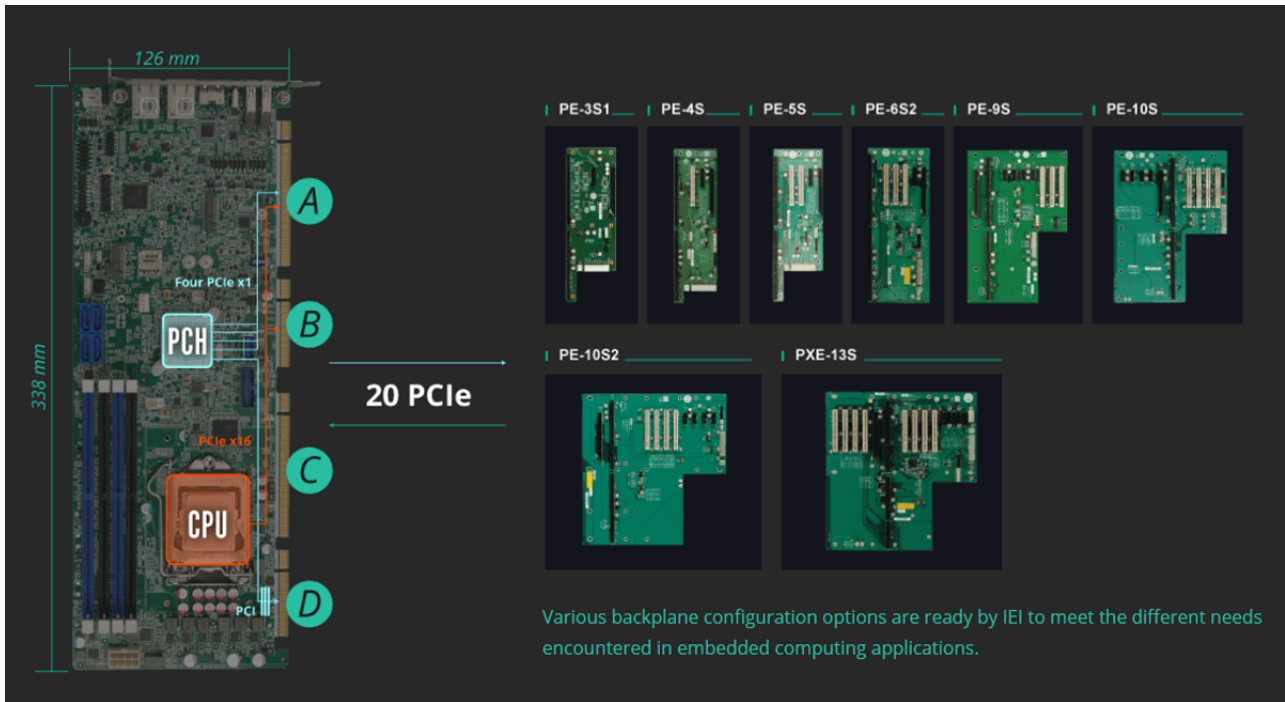 126 mm
338 mm
A
Four PCIe x1
B
PCH
PCIe x16
C
CPU
PCI
D
20 PCIe
PE-3S1
PE-4S
PE-5S
PE-6S2
PE-9S
PE-10S
PE-10S2
PXE-13S
Various backplane configuration options are ready by IEI to meet the different needs
encountered in embedded computing applications.